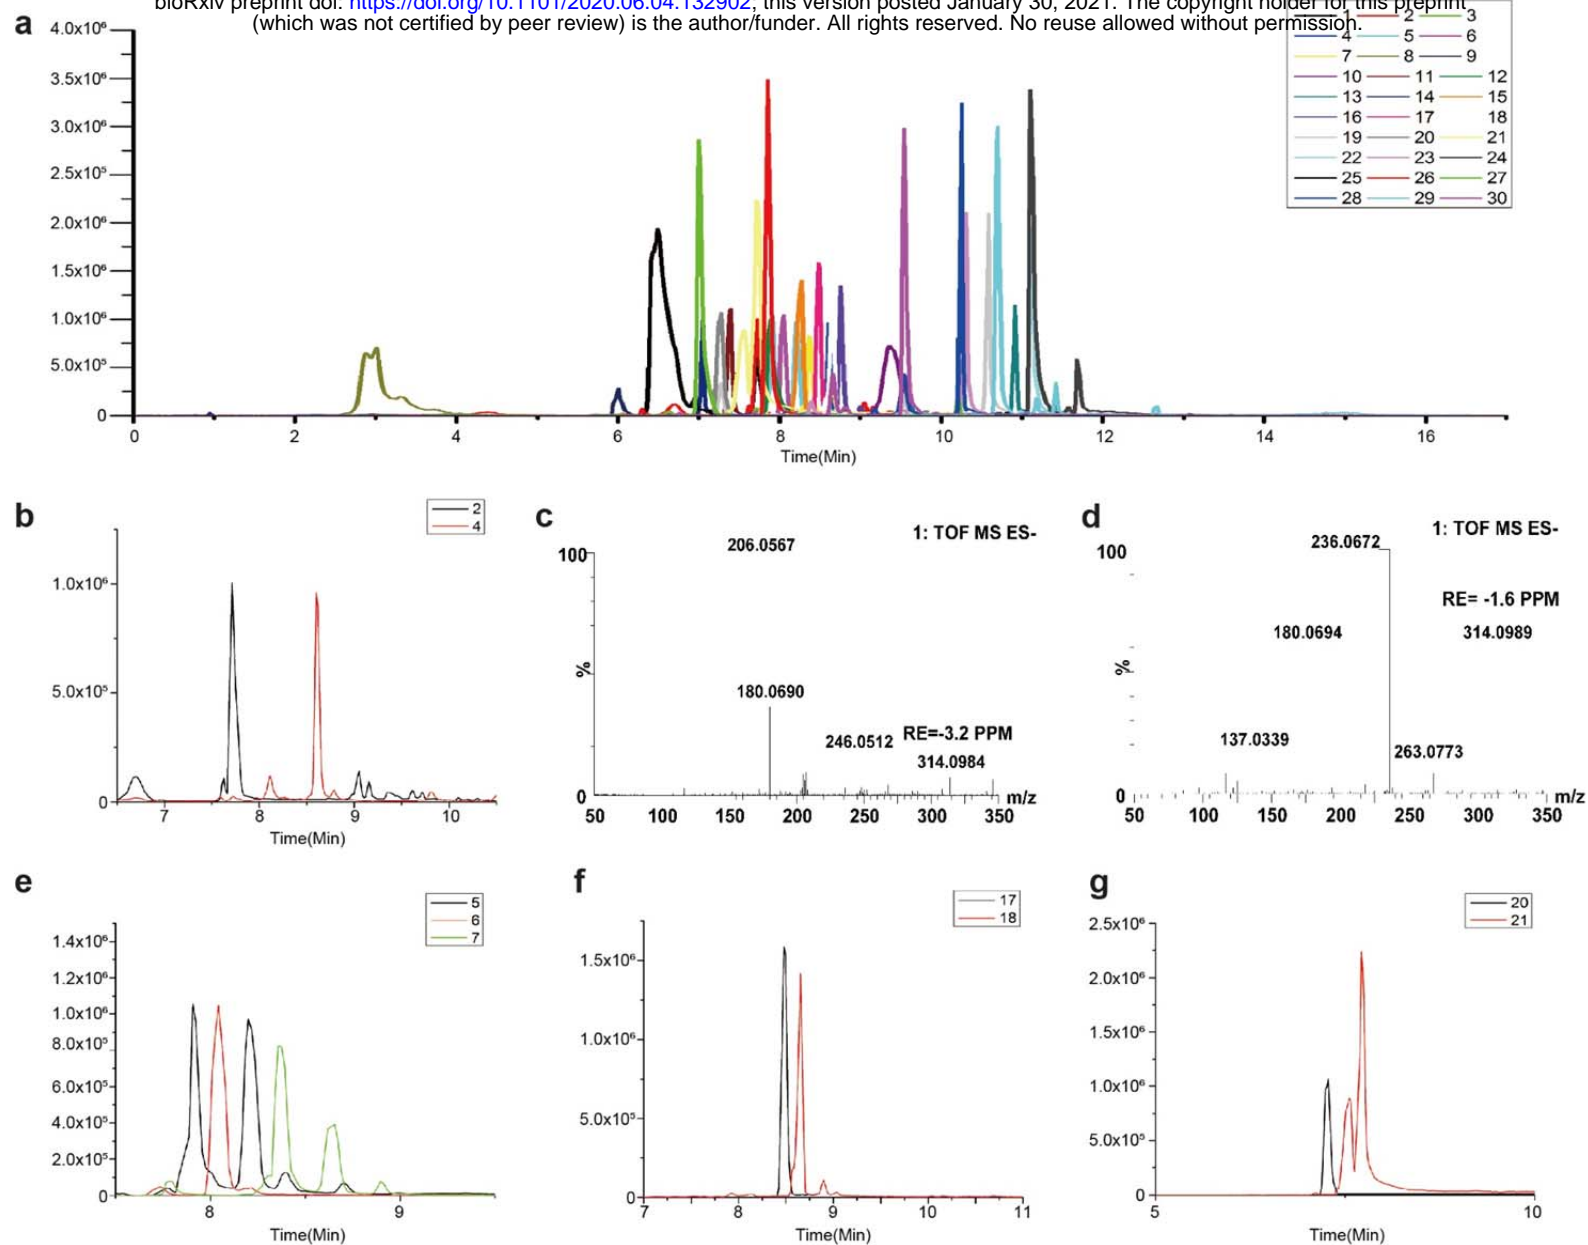 bioRxiv preprint doi: https://doi.org/10.1101/2020.06.04.132902; this version posted January 30, 2021. The copyright holder for this preprint
(which was not certified by peer review) is the author/funder. All rights reserved. No reuse allowed without permission.
a
4.0x10⁶
3.5x10⁶
3.0x10⁶
2.5x10⁵
2.0x10⁶
1.5x10⁶
1.0x10⁶
5.0x10⁵
0
0 2 4 6 8 10 12 14 16
Time(Min)
1 2 3
4 5 6
7 8 9
10 11 12
13 14 15
16 17 18
19 20 21
22 23 24
25 26 27
28 29 30
b
2
4
1.0x10⁶
5.0x10⁵
0
7 8 9 10
Time(Min)
c
1: TOF MS ES-
206.0567
100
%
180.0690
246.0512
RE=-3.2 PPM
314.0984
0
m/z
50 100 150 200 250 300 350
d
1: TOF MS ES-
236.0672
100
RE= -1.6 PPM
180.0694
314.0989
%
137.0339
263.0773
0
m/z
50 100 150 200 250 300 350
e
5
6
7
1.4x10⁶
1.2x10⁶
1.0x10⁶
8.0x10⁵
6.0x10⁵
4.0x10⁵
2.0x10⁵
0
8 9
Time(Min)
f
17
18
1.5x10⁶
1.0x10⁶
5.0x10⁵
0
7 8 9 10 11
Time(Min)
g
20
21
2.5x10⁶
2.0x10⁶
1.5x10⁶
1.0x10⁶
5.0x10⁵
0
5 10
Time(Min)